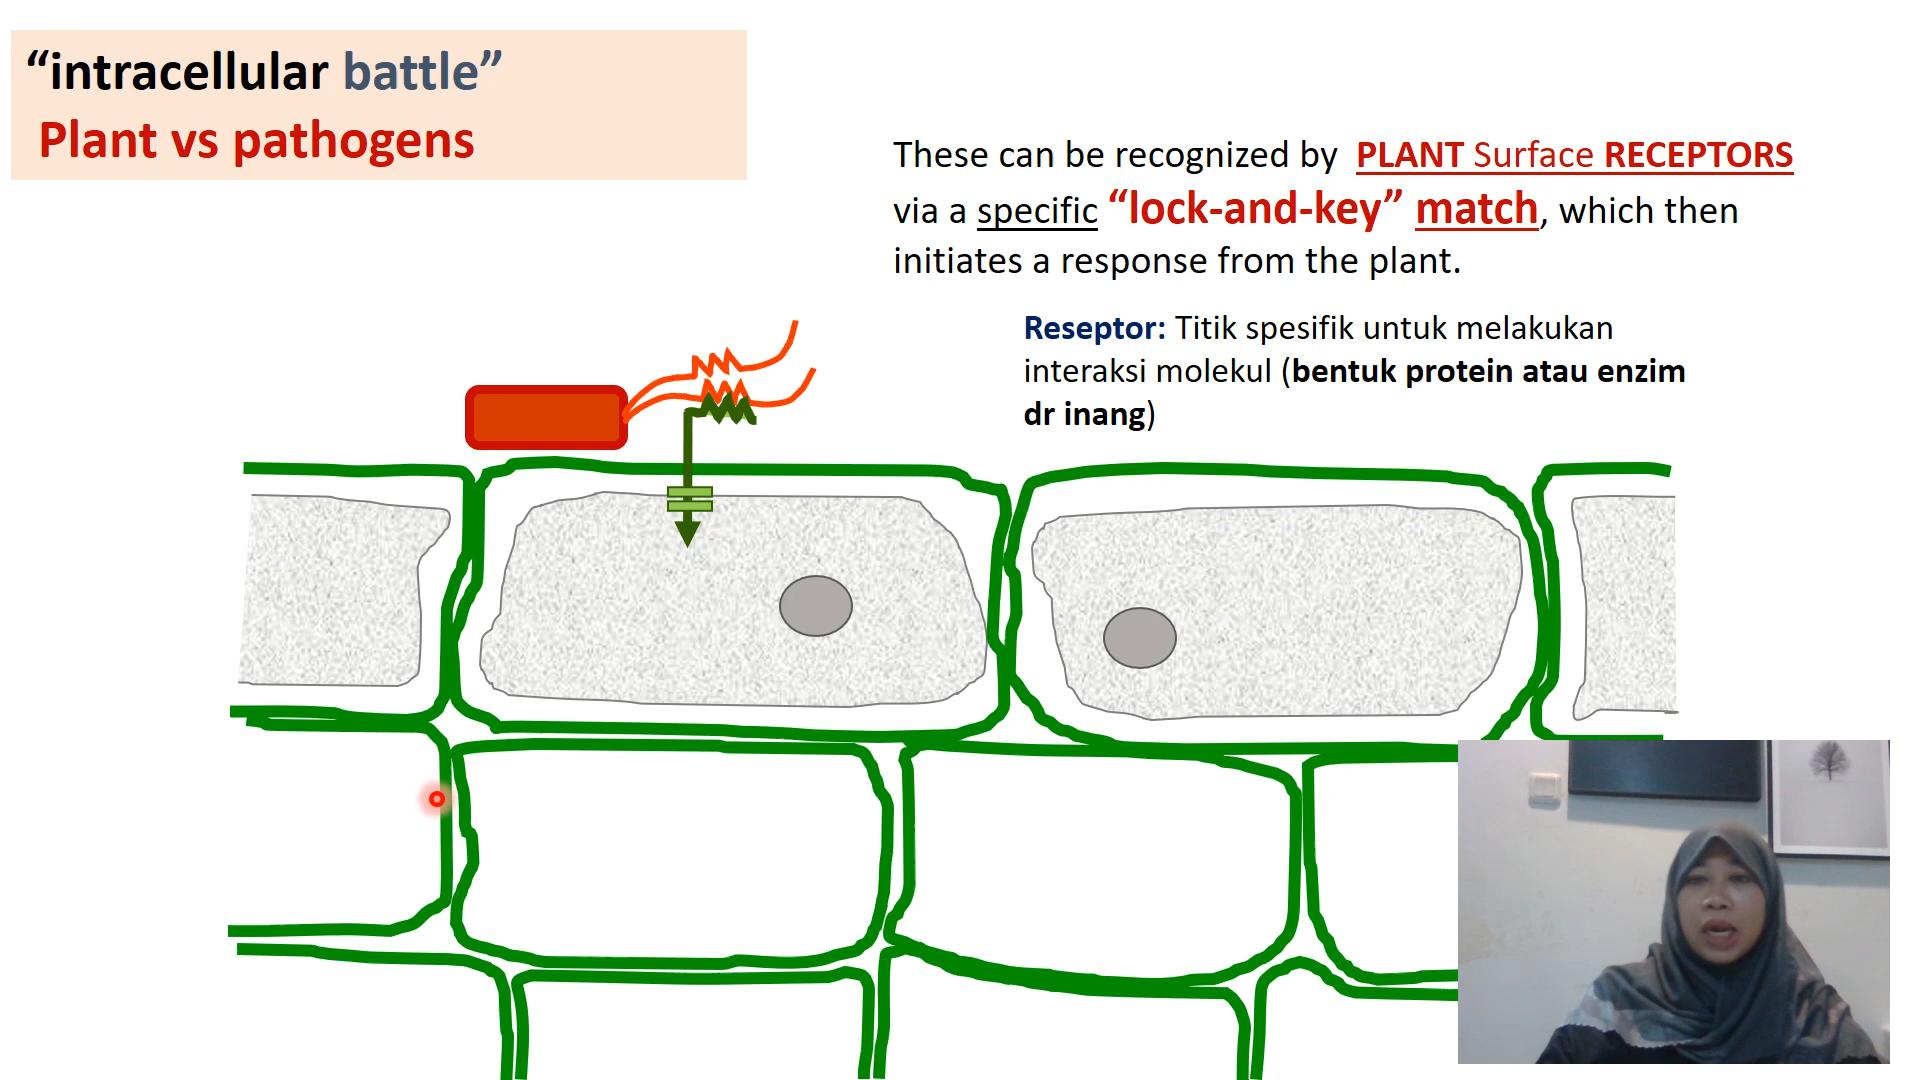 “intracellular battle”
Plant vs pathogens
These can be recognized by PLANT Surface RECEPTORS
via a specific “lock-and-key” match, which then
initiates a response from the plant.
Reseptor: Titik spesifik untuk melakukan
interaksi molekul (bentuk protein atau enzim
dr inang)